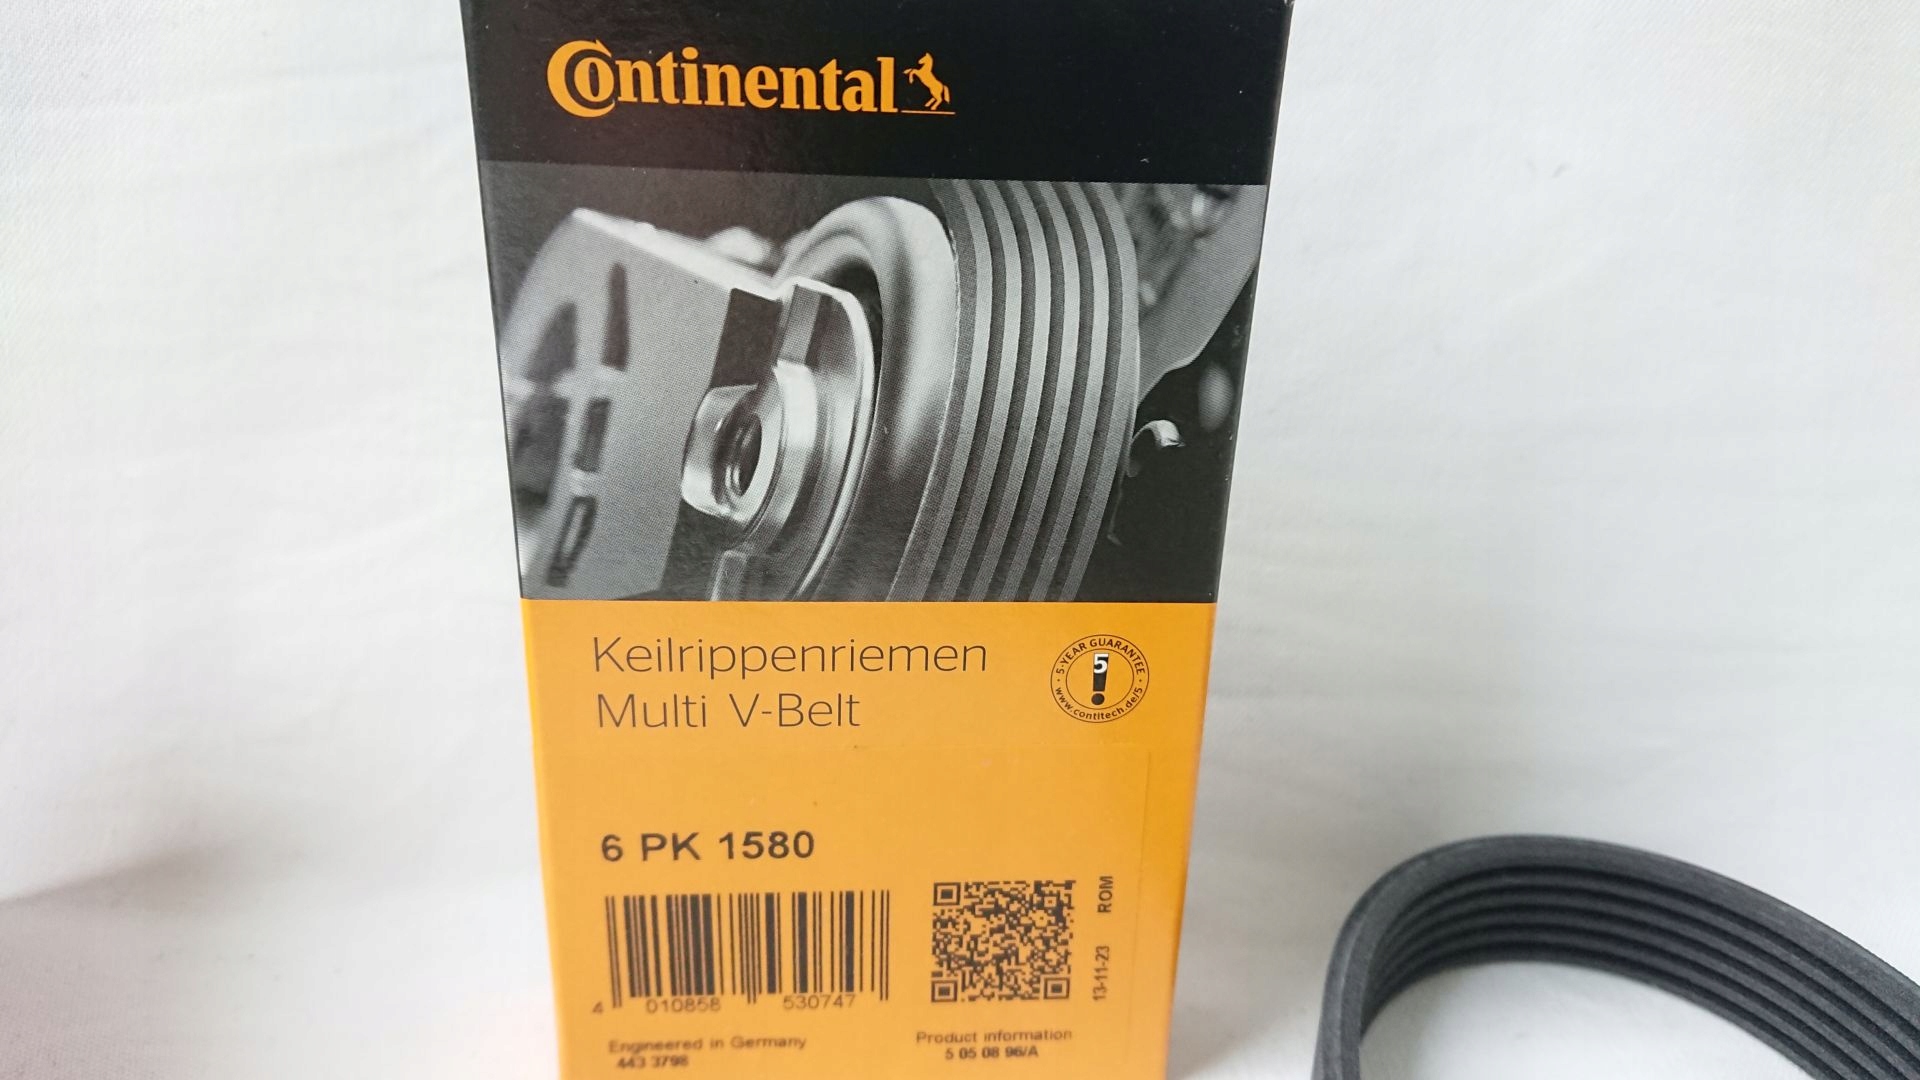 Continental
Keilrippenriemen
Multi V-Belt
5-YEAR GUARANTEE
5
www.contitech.de/5
6 PK 1580
ROM
13-11-23
4 010858 530747
Engineered in Germany
443 3798
Product information
5 05 08 96/A